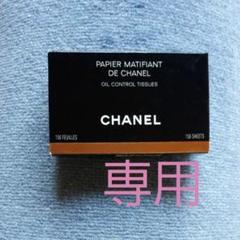 PAPIER MATIFIANT
DE CHANEL
OIL CONTROL TISSUES
CHANEL
150 FEUILLES
150 SHEETS
専用